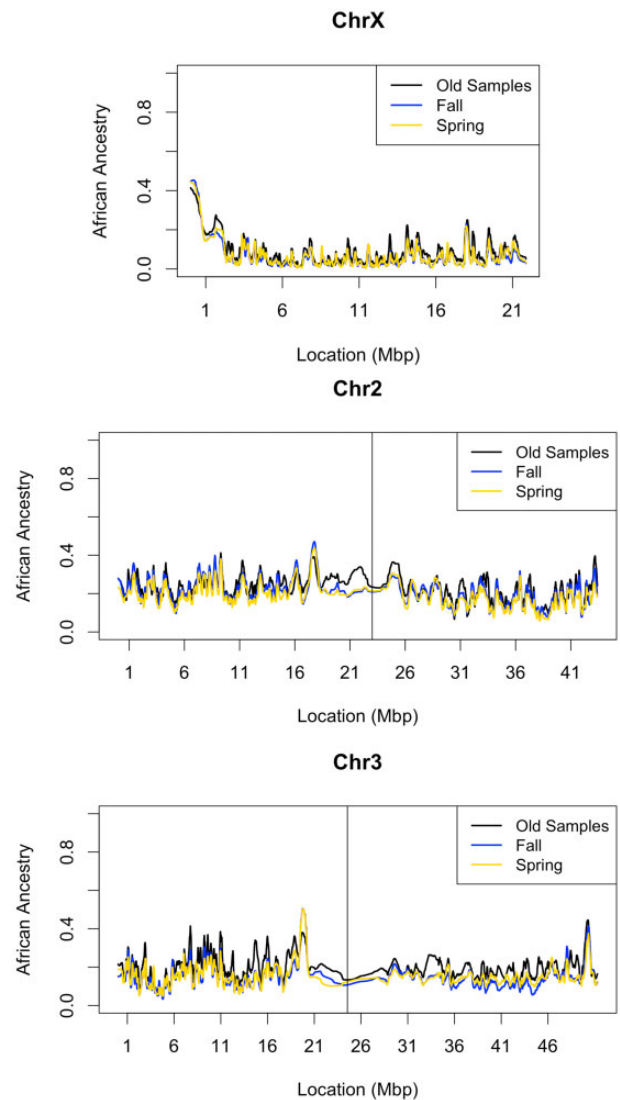 ChrX
African Ancestry
0.0 0.4 0.8
Old Samples
Fall
Spring
1 6 11 16 21
Location (Mbp)
Chr2
African Ancestry
0.0 0.4 0.8
Old Samples
Fall
Spring
1 6 11 16 21 26 31 36 41
Location (Mbp)
Chr3
African Ancestry
0.0 0.4 0.8
Old Samples
Fall
Spring
1 6 11 16 21 26 31 36 41 46
Location (Mbp)